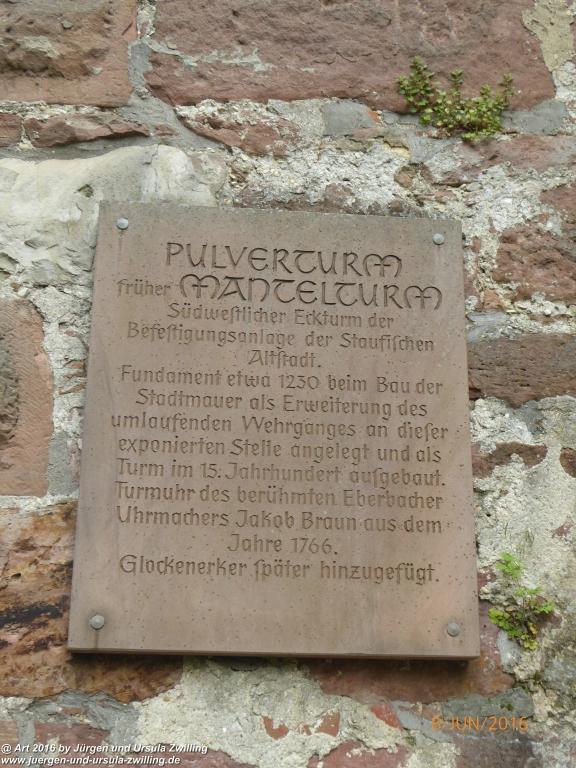 PULVERTURM
früher MANTELTURM
Südweſtlicher Eckturm der
Befeſtigungsanlage der Staufiſchen
Altſtadt.
Fundament etwa 1230 beim Bau der
Stadtmauer als Erweiterung des
umlaufenden Wehrganges an dieſer
exponierten Stelle angelegt und als
Turm im 15. Jahrhundert aufgebaut.
Turmuhr des berühmten Eberbacher
Uhrmachers Jakob Braun aus dem
Jahre 1766.
Glockenerker ſpäter hinzugefügt.
6/JUN/2016
@ Art 2016 by Jürgen und Ursula Zwilling
www.juergen-und-ursula-zwilling.de